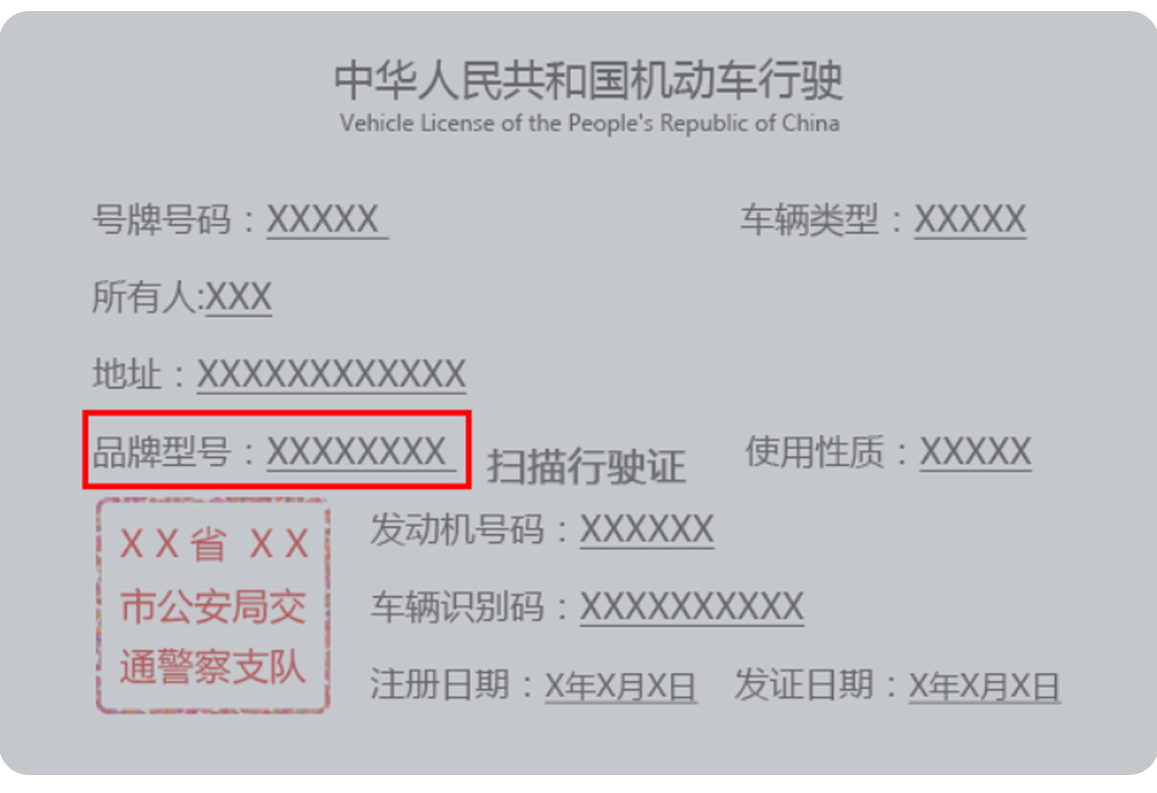 中华人民共和国机动车行驶
Vehicle License of the People's Republic of China
号牌号码：XXXXX 车辆类型：XXXXX
所有人:XXX
地址：XXXXXXXXXXXX
品牌型号：XXXXXXXX 扫描行驶证 使用性质：XXXXX
XX省 XX
市公安局交
通警察支队
发动机号码：XXXXXX
车辆识别码：XXXXXXXXXX
注册日期：X年X月X日 发证日期：X年X月X日